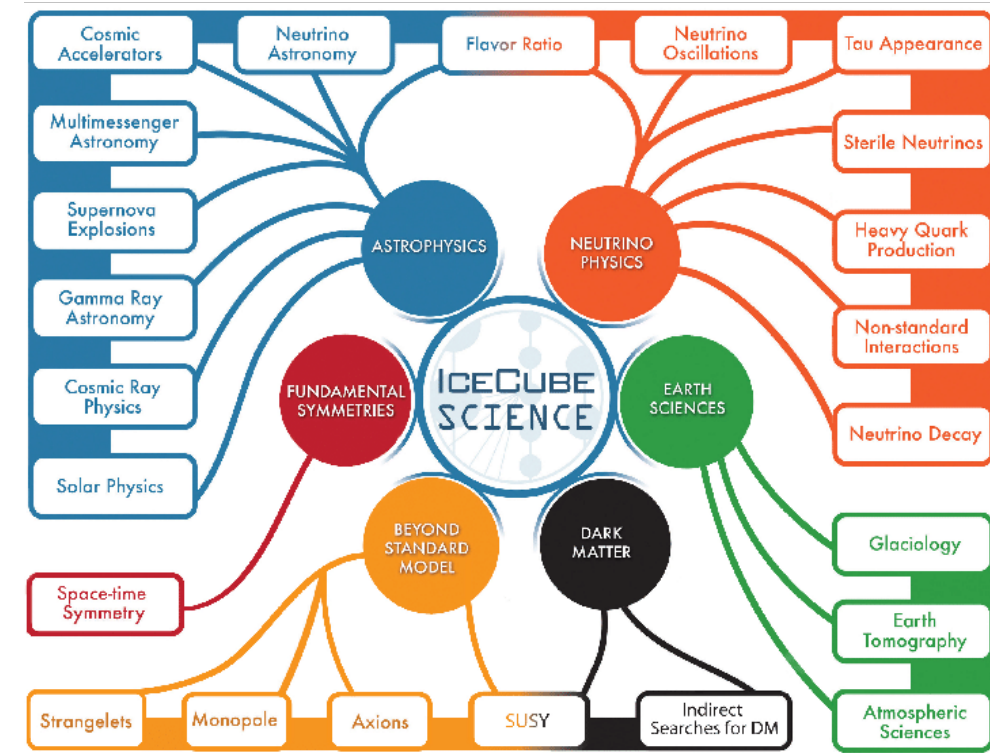 Cosmic
Accelerators
Neutrino
Astronomy
Flavor Ratio
Neutrino
Oscillations
Tau Appearance
Multimessenger
Astronomy
Sterile Neutrinos
Supernova
Explosions
ASTROPHYSICS
NEUTRINO
PHYSICS
Heavy Quark
Production
Gamma Ray
Astronomy
Non-standard
Interactions
Cosmic Ray
Physics
FUNDAMENTAL
SYMMETRIES
ICECUBE
SCIENCE
EARTH
SCIENCES
Neutrino Decay
Solar Physics
BEYOND
STANDARD
MODEL
DARK
MATTER
Glaciology
Space-time
Symmetry
Earth
Tomography
Strangelets
Monopole
Axions
SUSY
Indirect
Searches for DM
Atmospheric
Sciences